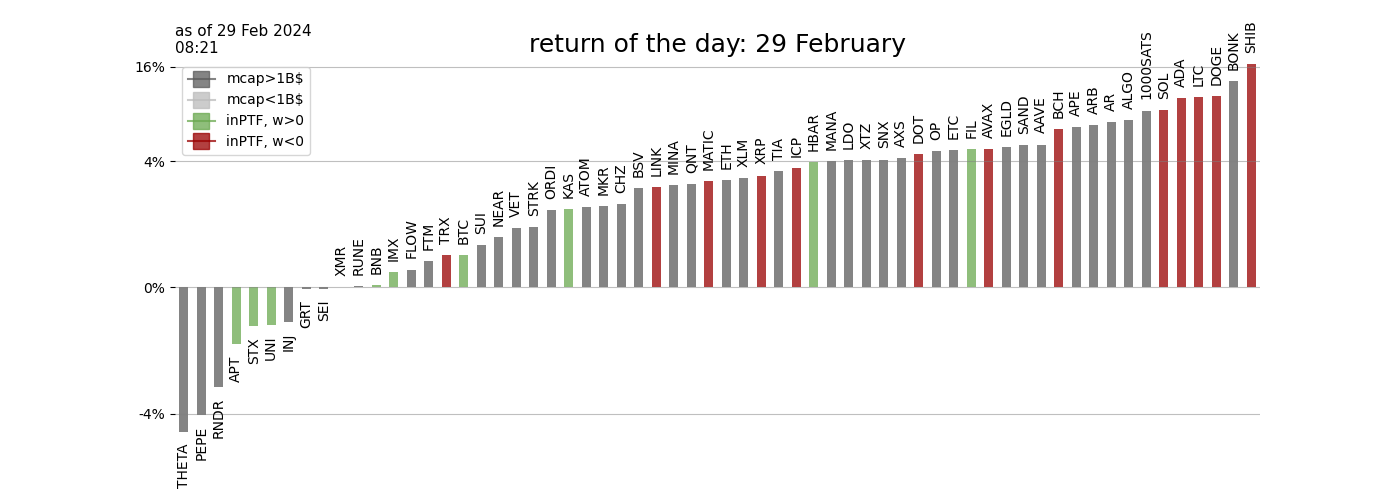 as of 29 Feb 2024
08:21
return of the day: 29 February
16%
4%
0%
-4%
mcap>1B$
mcap<1B$
inPTF, w>0
inPTF, w<0
THETA
PEPE
RNDR
APT
STX
UNI
INJ
GRT
SEI
XMR
RUNE
BNB
IMX
FLOW
FTM
TRX
BTC
SUI
NEAR
VET
STRK
ORDI
KAS
ATOM
MKR
CHZ
BSV
LINK
MINA
QNT
MATIC
ETH
XLM
XRP
TIA
ICP
HBAR
MANA
LDO
XTZ
SNX
AXS
DOT
OP
ETC
FIL
AVAX
EGLD
SAND
AAVE
BCH
APE
ARB
AR
ALGO
1000SATS
SOL
ADA
LTC
DOGE
BONK
SHIB